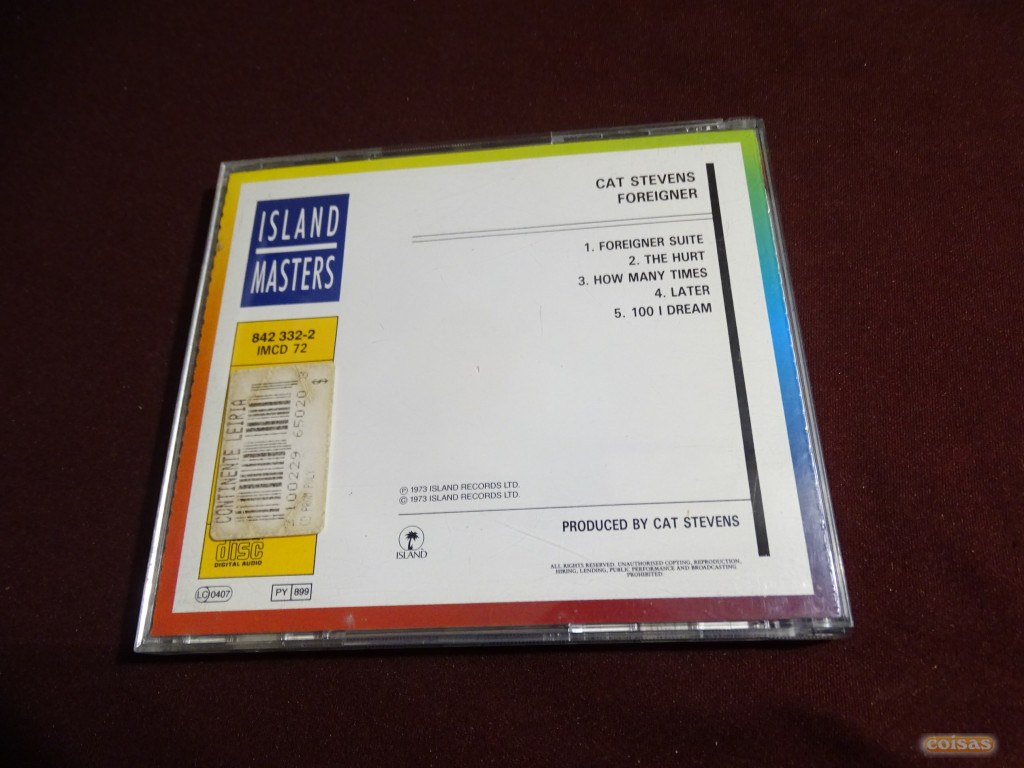 CAT STEVENS
FOREIGNER
ISLAND
MASTERS
1. FOREIGNER SUITE
2. THE HURT
3. HOW MANY TIMES
4. LATER
5. 100 I DREAM
842 332-2
IMCD 72
CONTINENTE LEIRIA
disc
DIGITAL AUDIO
LC 0407
PY 899
Ⓟ 1973 ISLAND RECORDS LTD.
© 1973 ISLAND RECORDS LTD.
ISLAND
PRODUCED BY CAT STEVENS
ALL RIGHTS RESERVED. UNAUTHORISED COPYING, REPRODUCTION,
HIRING, LENDING, PUBLIC PERFORMANCE AND BROADCASTING
PROHIBITED.
coisas